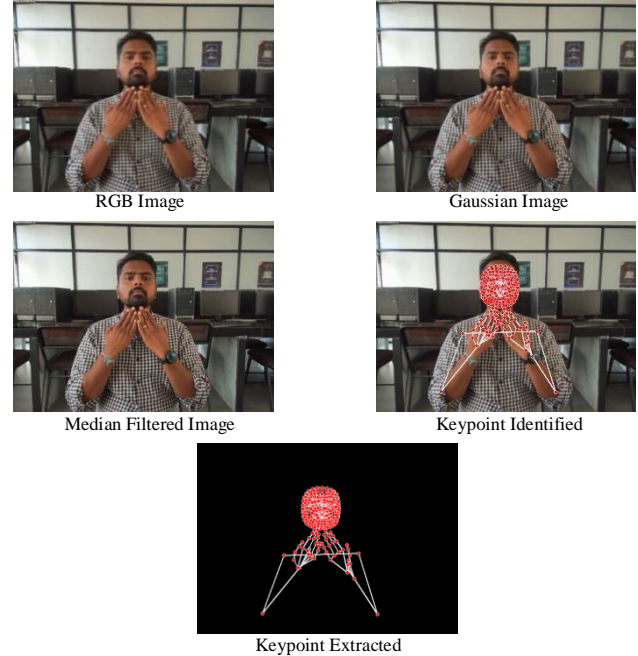 RGB Image
Gaussian Image
Median Filtered Image
Keypoint Identified
Keypoint Extracted